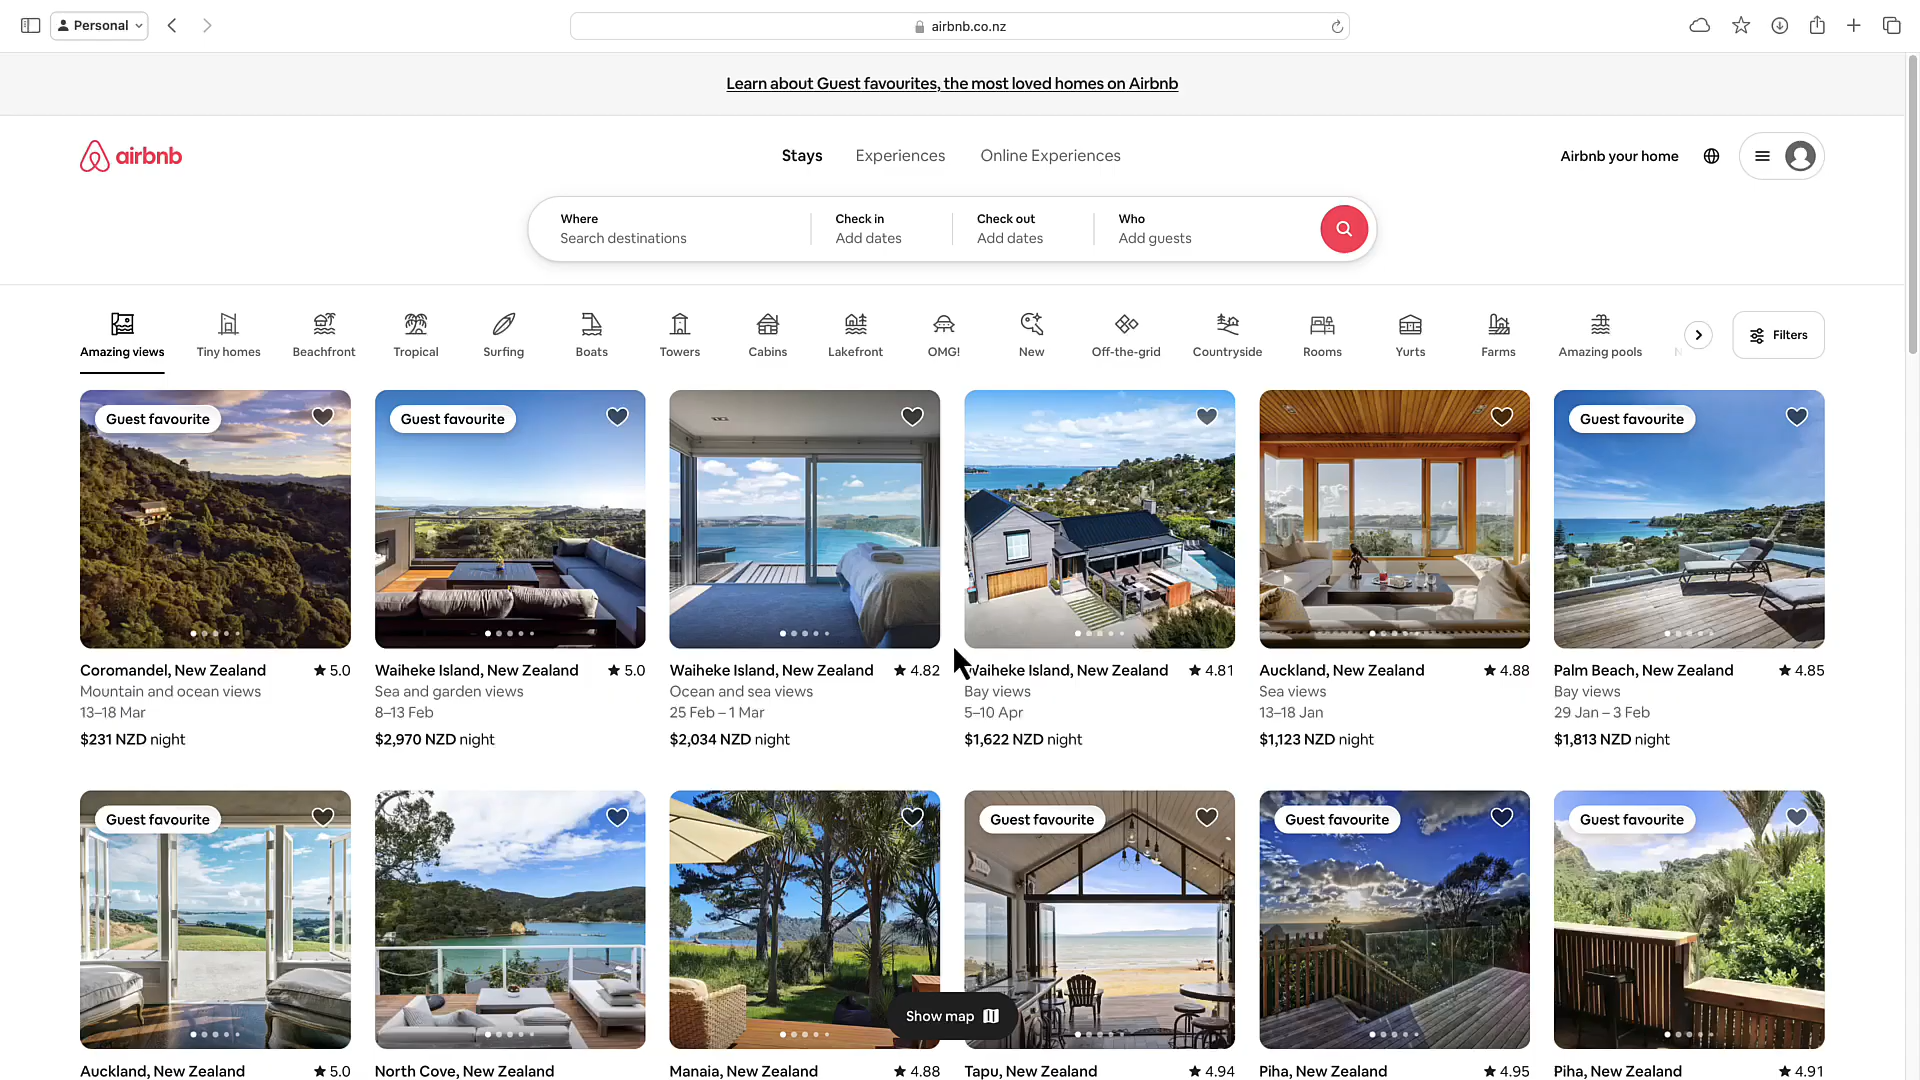 Personal
airbnb.co.nz
Learn about Guest favourites, the most loved homes on Airbnb
airbnb
Stays
Experiences
Online Experiences
Airbnb your home
Where
Search destinations
Check in
Add dates
Check out
Add dates
Who
Add guests
Amazing views
Tiny homes
Beachfront
Tropical
Surfing
Boats
Towers
Cabins
Lakefront
OMG!
New
Off-the-grid
Countryside
Rooms
Yurts
Farms
Amazing pools
Filters
Guest favourite
Guest favourite
Guest favourite
Coromandel, New Zealand
5.0
Mountain and ocean views
13–18 Mar
$231 NZD night
Waiheke Island, New Zealand
5.0
Sea and garden views
8–13 Feb
$2,970 NZD night
Waiheke Island, New Zealand
4.82
Ocean and sea views
25 Feb – 1 Mar
$2,034 NZD night
Waiheke Island, New Zealand
4.81
Bay views
5–10 Apr
$1,622 NZD night
Auckland, New Zealand
4.88
Sea views
13–18 Jan
$1,123 NZD night
Palm Beach, New Zealand
4.85
Bay views
29 Jan – 3 Feb
$1,813 NZD night
Guest favourite
Guest favourite
Guest favourite
Guest favourite
Show map
Auckland, New Zealand
5.0
North Cove, New Zealand
Manaia, New Zealand
4.88
Tapu, New Zealand
4.94
Piha, New Zealand
4.95
Piha, New Zealand
4.91